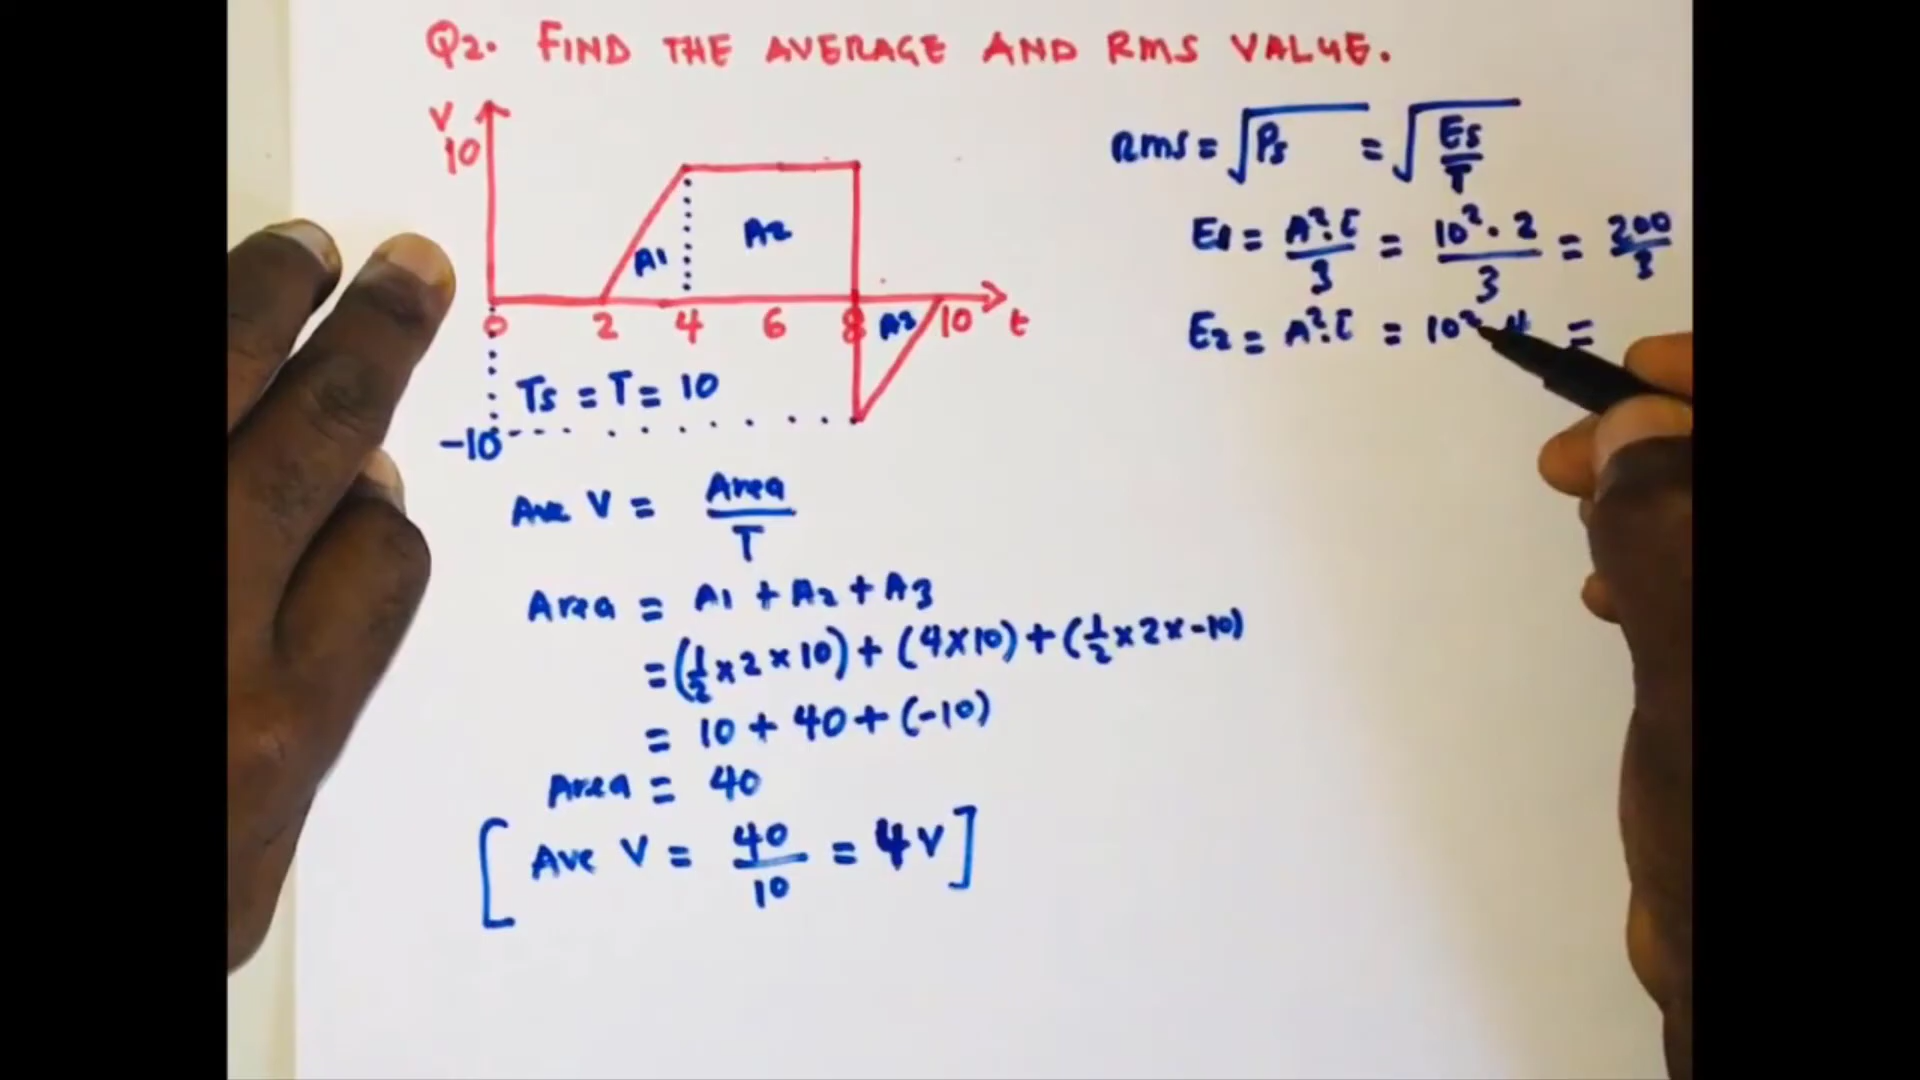 Q2. FIND THE AVERAGE AND RMS VALUE.
V
10
A1
A2
0 2 4 6 8 A3 10 t
Ts = T = 10
-10
Ave V = Area/T
Area = A1 + A2 + A3
= (1/2 x 2 x 10) + (4 x 10) + (1/2 x 2 x -10)
= 10 + 40 + (-10)
Area = 40
[Ave V = 40/10 = 4V]
Rms = √Ps = √Es/T
E1 = A².τ/3 = 10² . 2/3 = 200/3
E2 = A².τ = 10² . 4 =